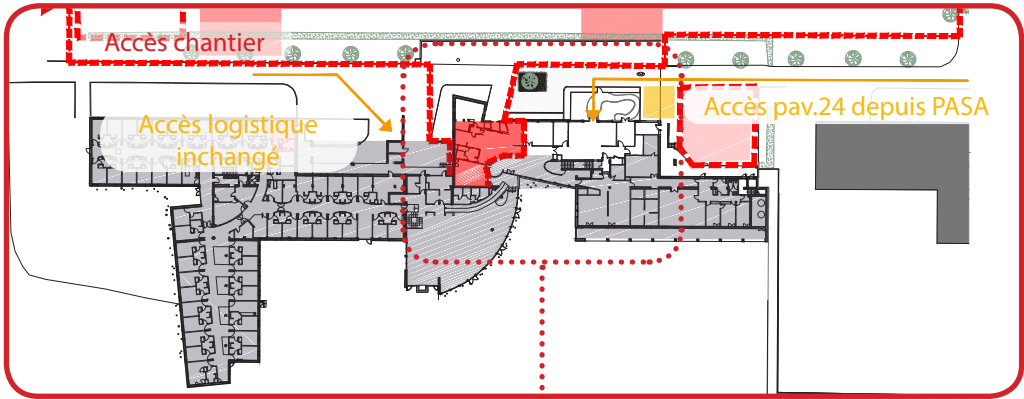 Accès chantier
Accès pav.24 depuis PASA
Accès logistique
inchangé